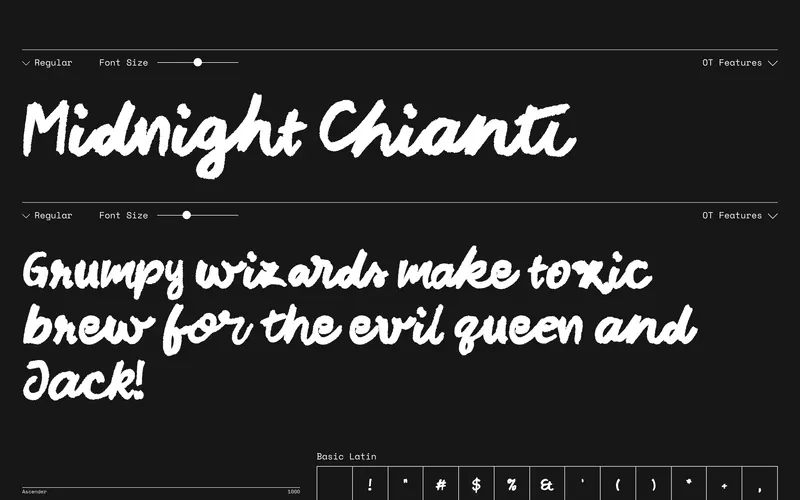 Regular Font Size OT Features
Midnight Chianti
Regular Font Size OT Features
Grumpy wizards make toxic
brew for the evil queen and
Jack!
Basic Latin
! " # $ % & ' ( ) * + ,
Ascender 1000